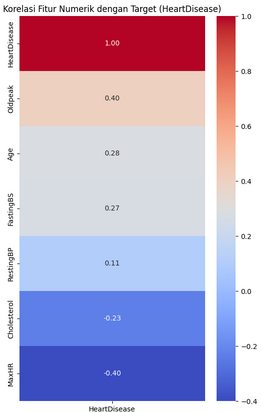 Korelasi Fitur Numerik dengan Target (HeartDisease)
HeartDisease
1.00
Oldpeak
0.40
Age
0.28
FastingBS
0.27
RestingBP
0.11
Cholesterol
-0.23
MaxHR
-0.40
HeartDisease
1.0
0.8
0.6
0.4
0.2
0.0
−0.2
−0.4